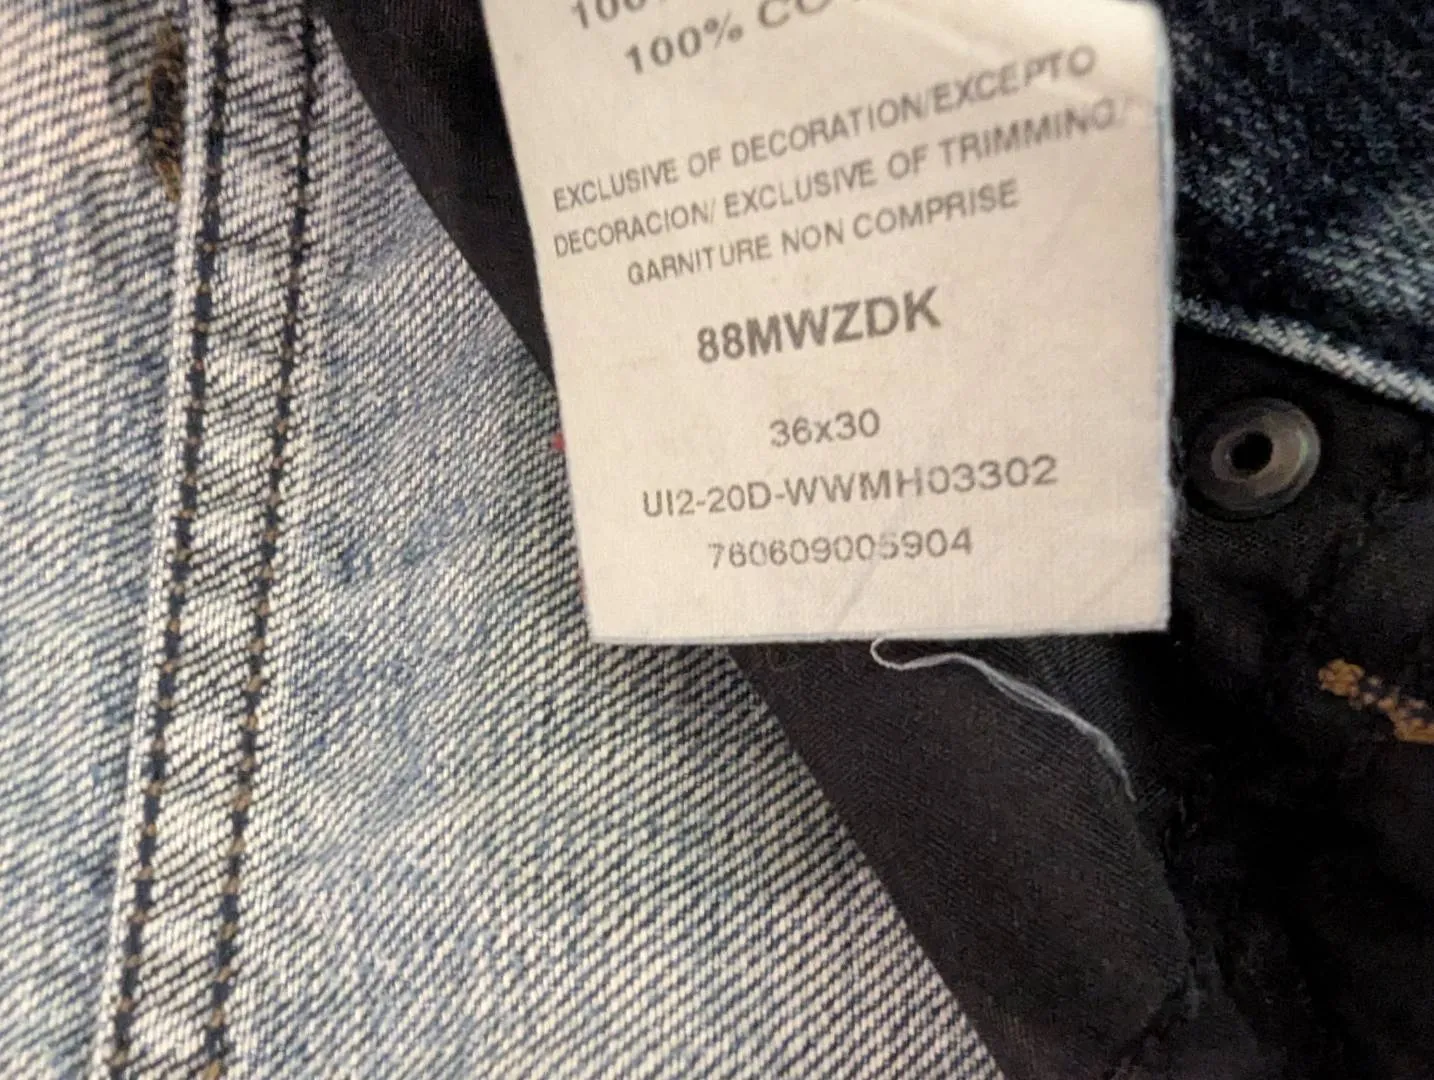 100%
100% CO
EXCLUSIVE OF DECORATION/EXCEPTO
DECORACION/ EXCLUSIVE OF TRIMMING/
GARNITURE NON COMPRISE
88MWZDK
36x30
UI2-20D-WWMH03302
760609005904